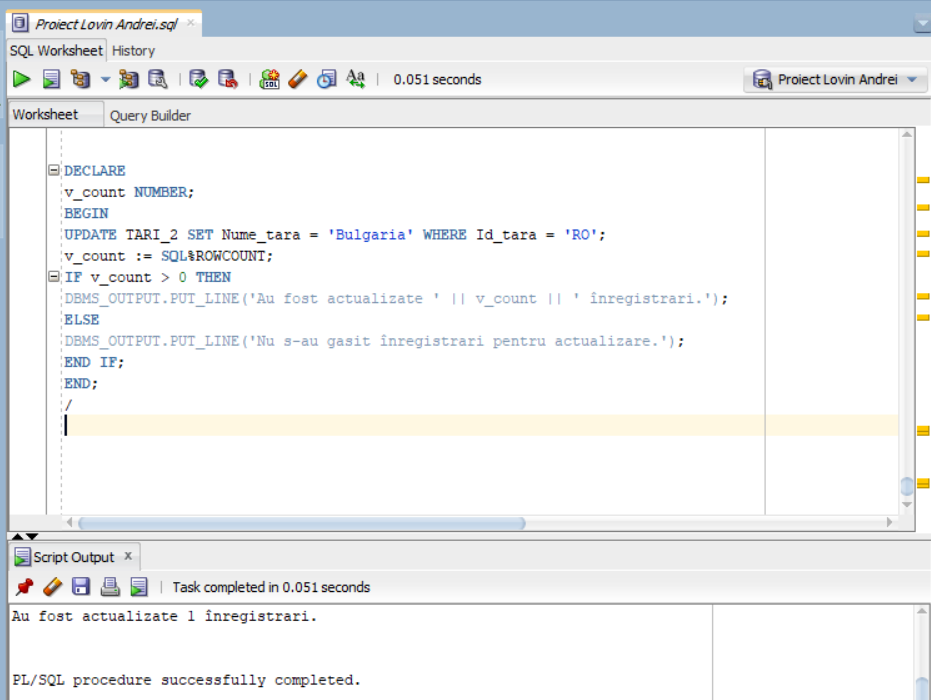 Proiect Lovin Andrei.sql
SQL Worksheet History
0.051 seconds
Proiect Lovin Andrei
Worksheet Query Builder
DECLARE
v_count NUMBER;
BEGIN
UPDATE TARI_2 SET Nume_tara = 'Bulgaria' WHERE Id_tara = 'RO';
v_count := SQL%ROWCOUNT;
IF v_count > 0 THEN
DBMS_OUTPUT.PUT_LINE('Au fost actualizate ' || v_count || ' înregistrari.');
ELSE
DBMS_OUTPUT.PUT_LINE('Nu s-au gasit înregistrari pentru actualizare.');
END IF;
END;
/
Script Output x
Task completed in 0.051 seconds
Au fost actualizate 1 înregistrari.
PL/SQL procedure successfully completed.